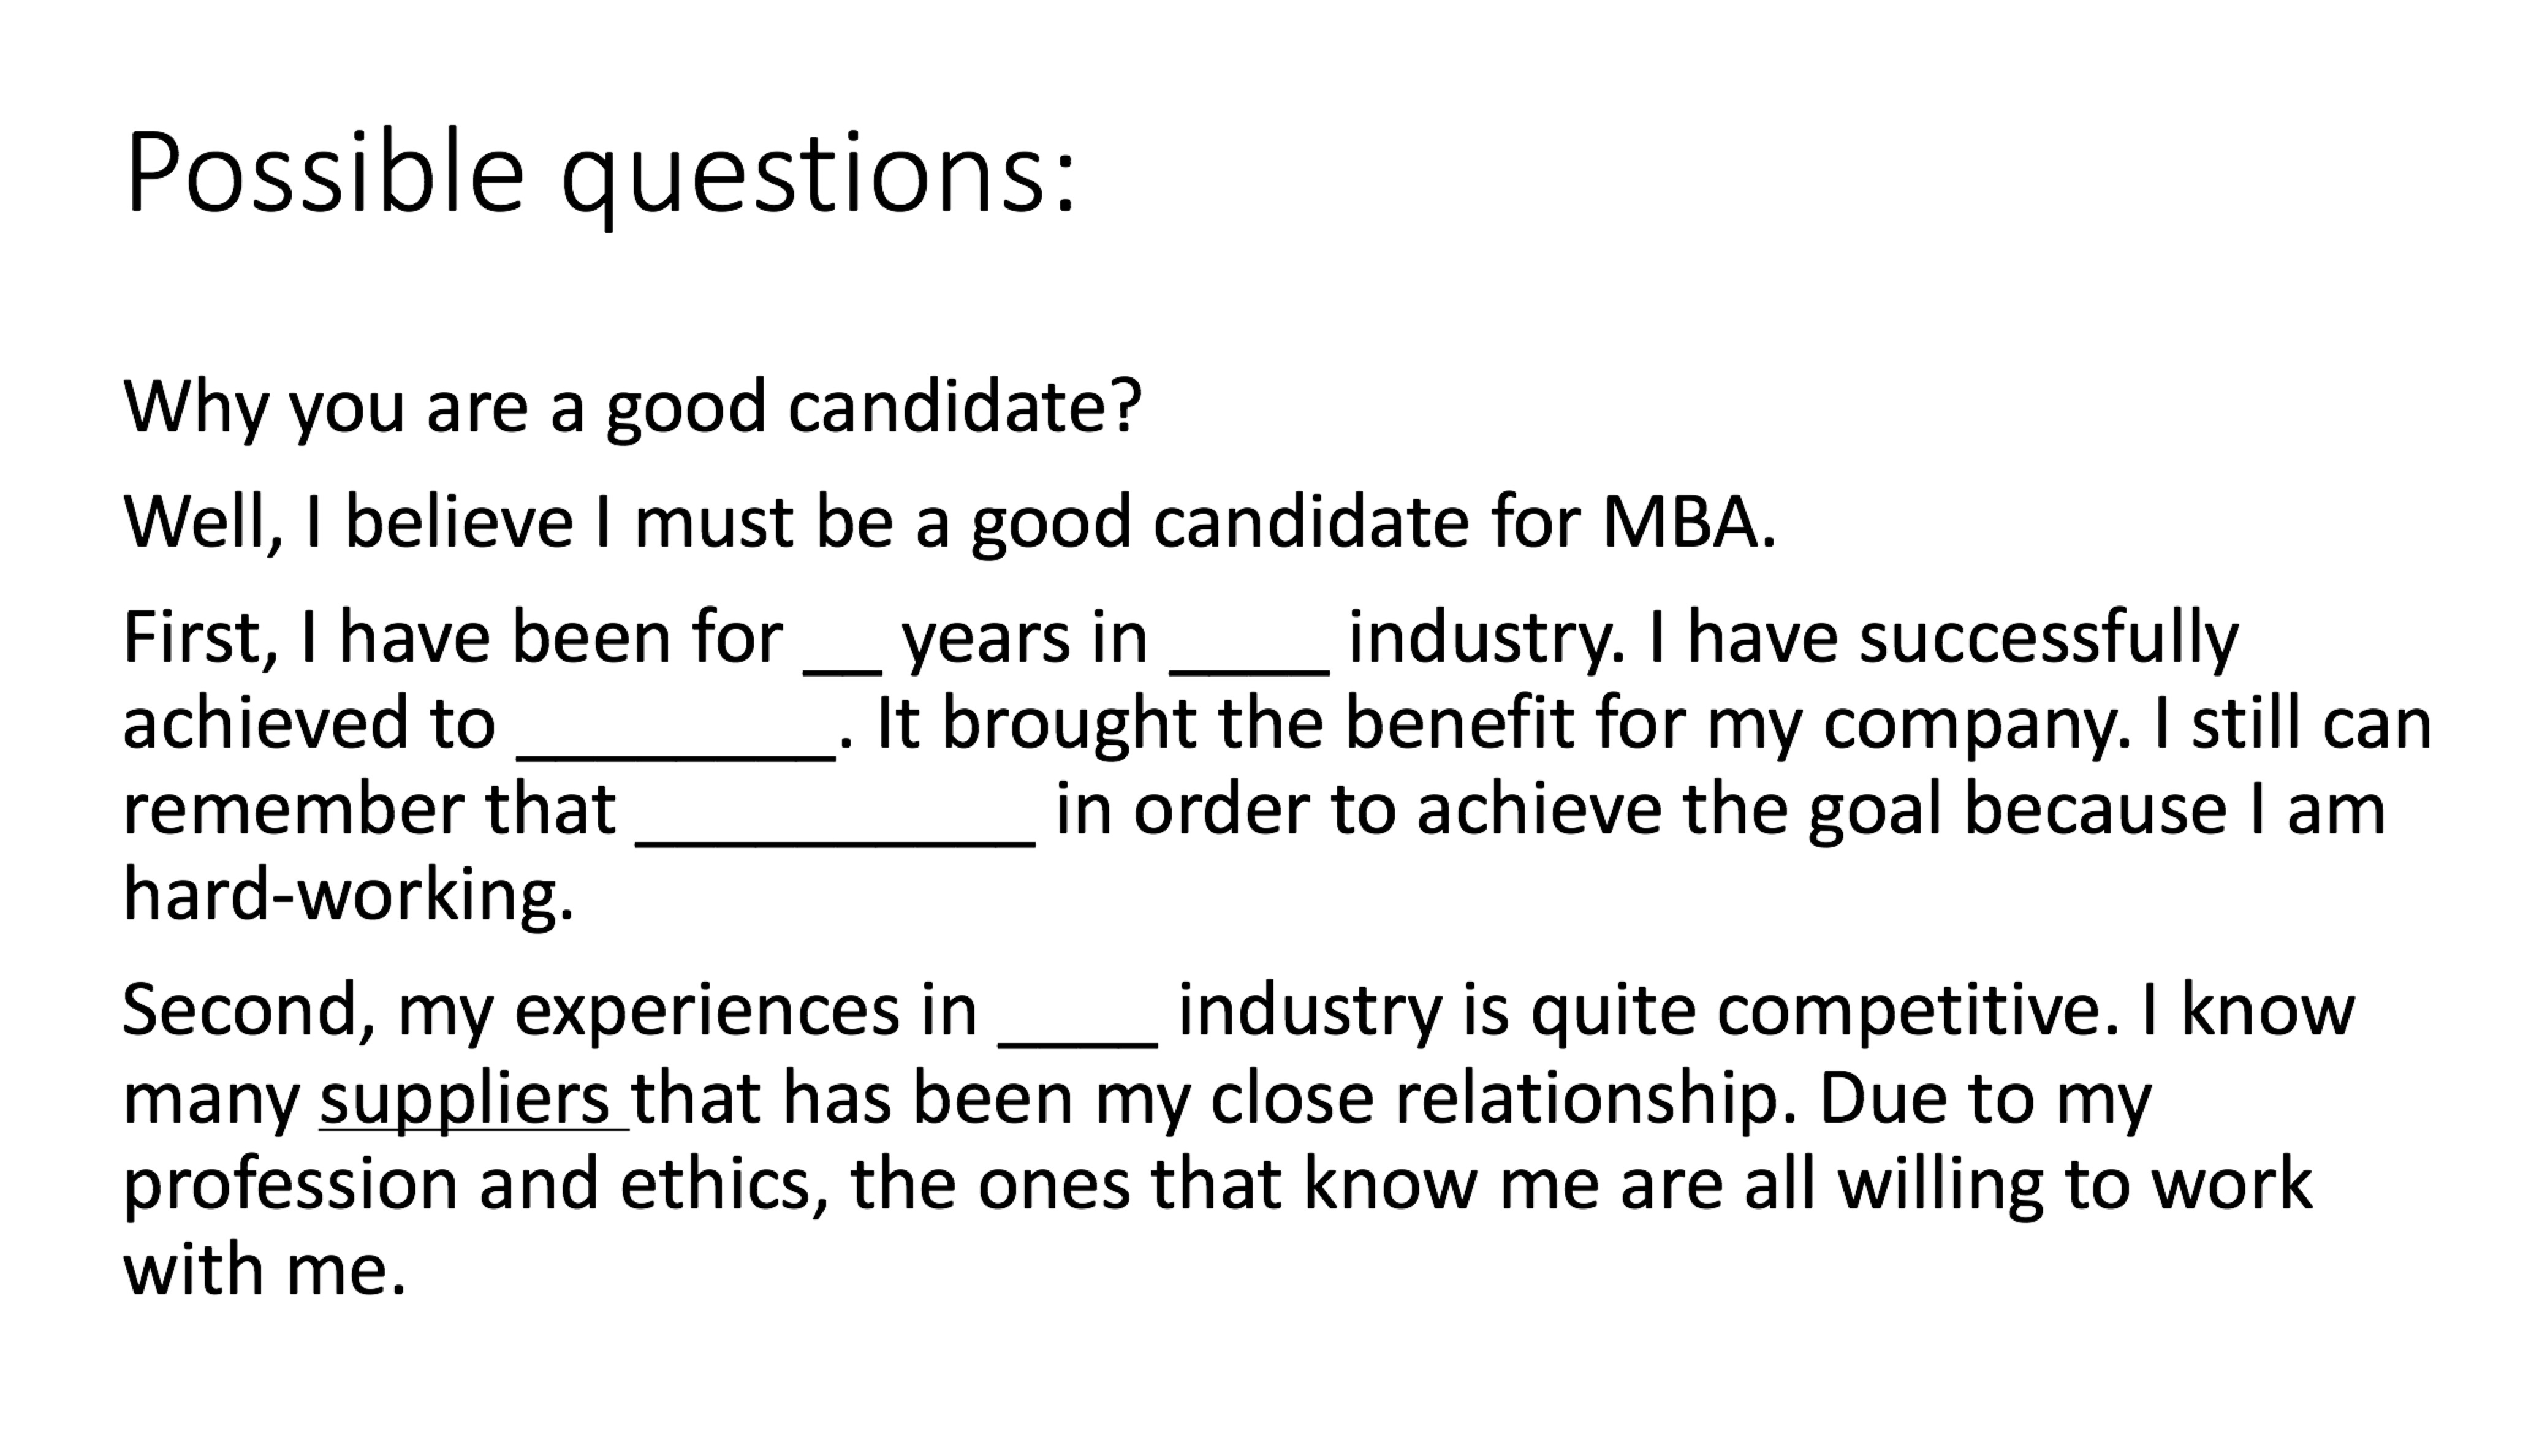 Possible questions:
Why you are a good candidate?
Well, I believe I must be a good candidate for MBA.
First, I have been for __ years in ____ industry. I have successfully
achieved to ________. It brought the benefit for my company. I still can
remember that __________ in order to achieve the goal because I am
hard-working.
Second, my experiences in ____ industry is quite competitive. I know
many suppliers that has been my close relationship. Due to my
profession and ethics, the ones that know me are all willing to work
with me.